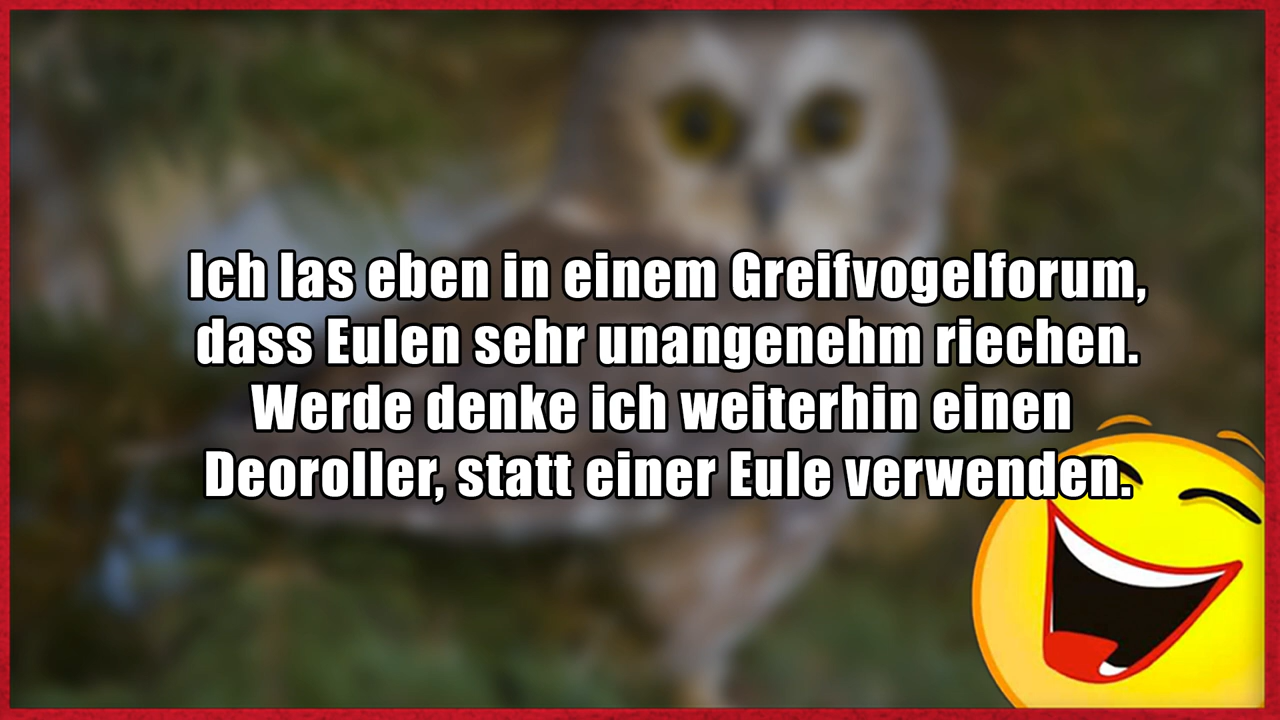 Ich las eben in einem Greifvogelforum,
dass Eulen sehr unangenehm riechen.
Werde denke ich weiterhin einen
Deoroller, statt einer Eule verwenden.